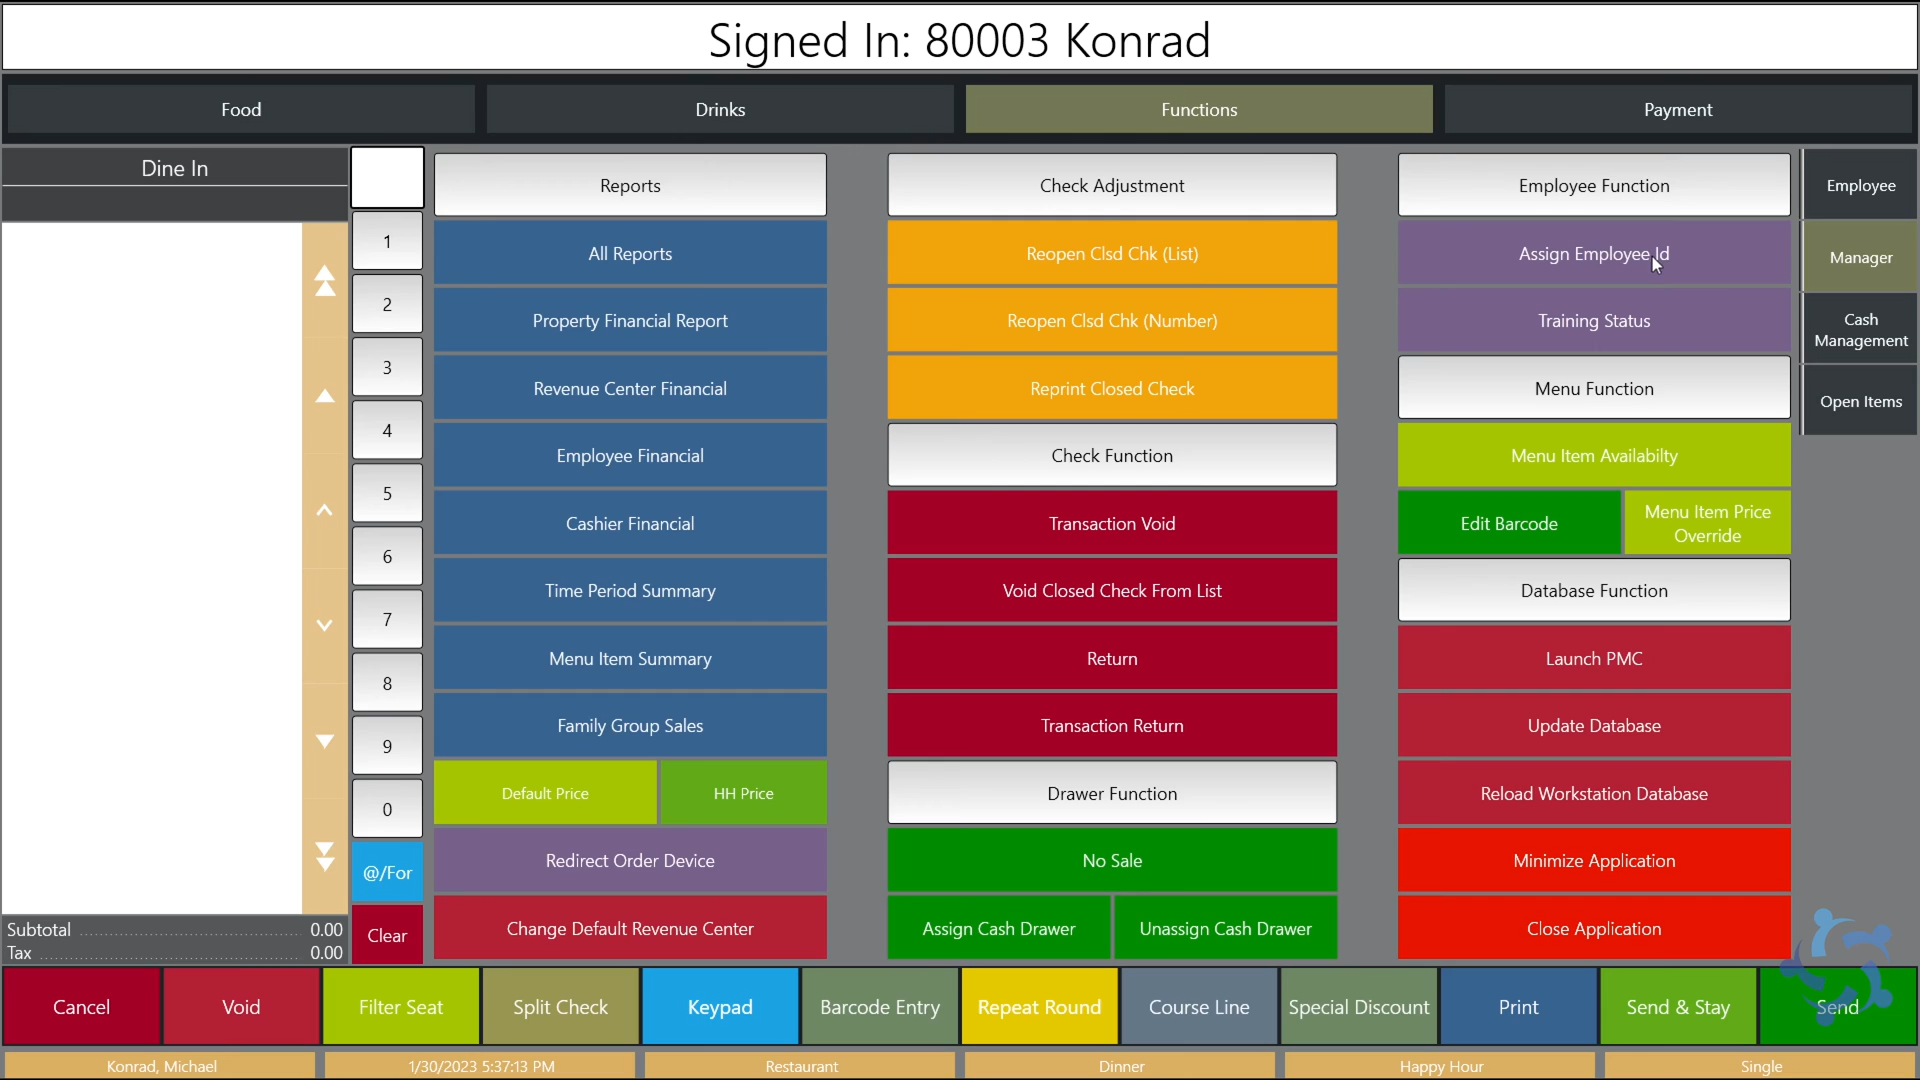 Signed In: 80003 Konrad
Food
Drinks
Functions
Payment
Dine In
1
2
3
4
5
6
7
8
9
0
@/For
Clear
Subtotal 0.00
Tax 0.00
Reports
All Reports
Property Financial Report
Revenue Center Financial
Employee Financial
Cashier Financial
Time Period Summary
Menu Item Summary
Family Group Sales
Default Price
HH Price
Redirect Order Device
Change Default Revenue Center
Check Adjustment
Reopen Clsd Chk (List)
Reopen Clsd Chk (Number)
Reprint Closed Check
Check Function
Transaction Void
Void Closed Check From List
Return
Transaction Return
Drawer Function
No Sale
Assign Cash Drawer
Unassign Cash Drawer
Employee Function
Assign Employee Id
Training Status
Menu Function
Menu Item Availabilty
Edit Barcode
Menu Item Price
Override
Database Function
Launch PMC
Update Database
Reload Workstation Database
Minimize Application
Close Application
Employee
Manager
Cash
Management
Open Items
Cancel
Void
Filter Seat
Split Check
Keypad
Barcode Entry
Repeat Round
Course Line
Special Discount
Print
Send & Stay
Send
Konrad, Michael
1/30/2023 5:37:13 PM
Restaurant
Dinner
Happy Hour
Single